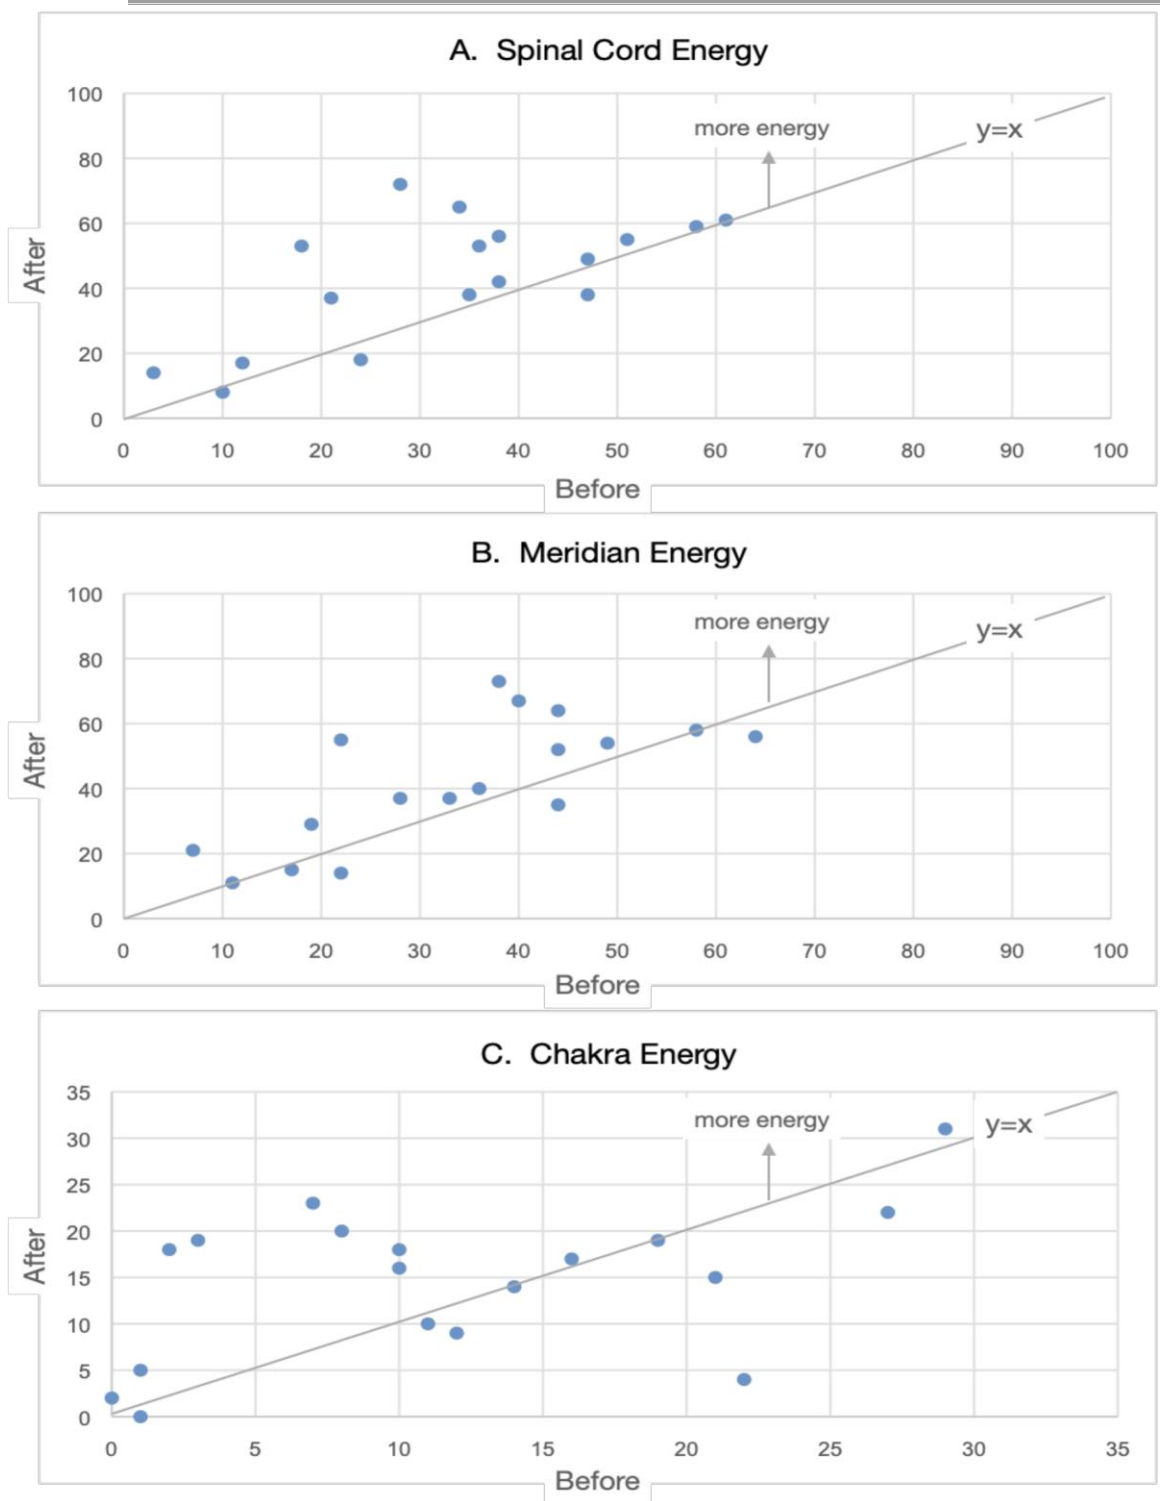 A. Spinal Cord Energy
100
80
60
40
20
0
After
more energy
y=x
0 10 20 30 40 50 60 70 80 90 100
Before
B. Meridian Energy
100
80
60
40
20
0
After
more energy
y=x
0 10 20 30 40 50 60 70 80 90 100
Before
C. Chakra Energy
35
30
25
20
15
10
5
0
After
more energy
y=x
0 5 10 15 20 25 30 35
Before